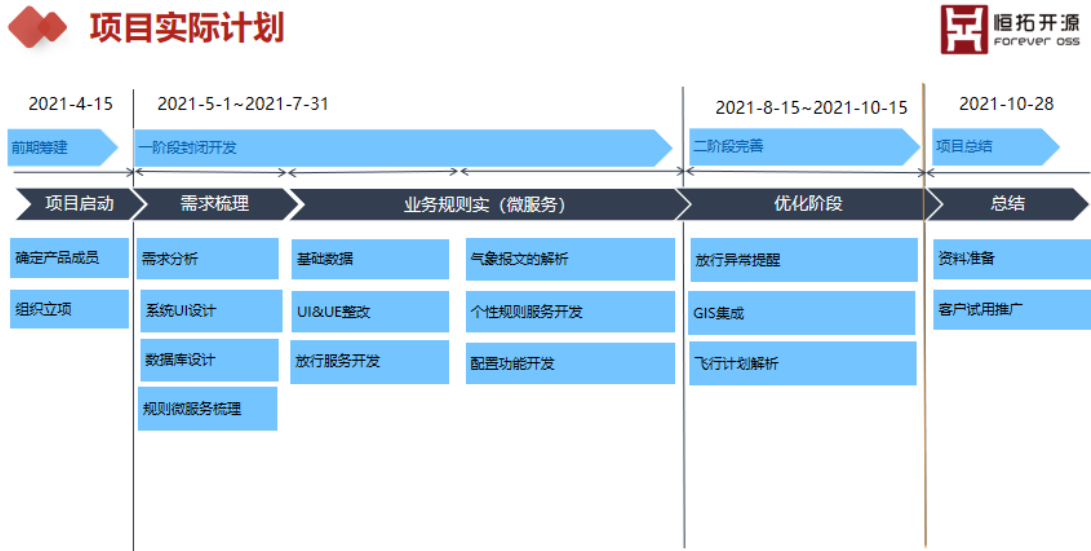 项目实际计划
恒拓开源
Forever OSS
2021-4-15
2021-5-1~2021-7-31
2021-8-15~2021-10-15
2021-10-28
前期筹建
一阶段封闭开发
二阶段完善
项目总结
项目启动
需求梳理
业务规则实（微服务）
优化阶段
总结
确定产品成员
需求分析
基础数据
气象报文的解析
放行异常提醒
资料准备
组织立项
系统UI设计
UI&UE整改
个性规则服务开发
GIS集成
客户试用推广
数据库设计
放行服务开发
配置功能开发
飞行计划解析
规则微服务梳理